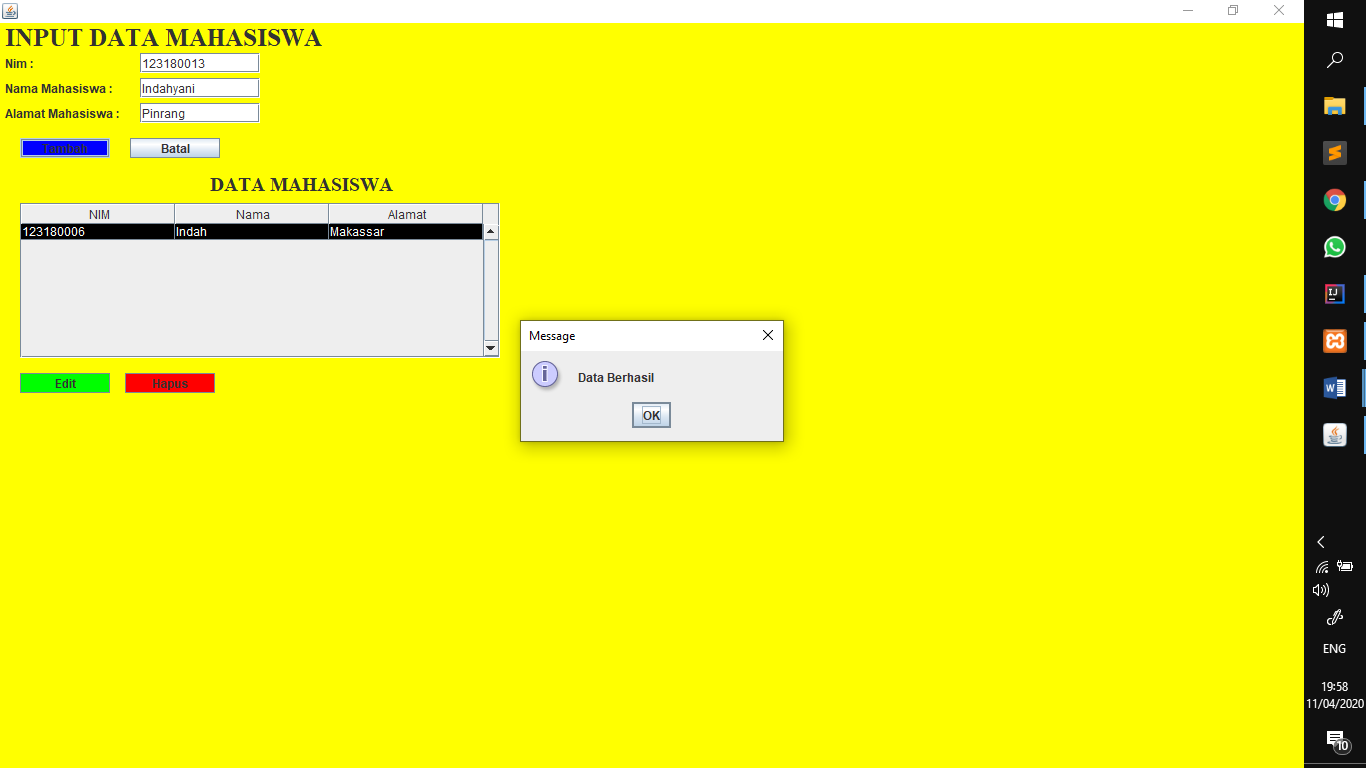 INPUT DATA MAHASISWA
Nim :
123180013
Nama Mahasiswa :
Indahyani
Alamat Mahasiswa :
Pinrang
Tambah
Batal
DATA MAHASISWA
NIM Nama Alamat
123180006 Indah Makassar
Edit
Hapus
Message
Data Berhasil
OK
IJ
W
ENG
19:58
11/04/2020
10